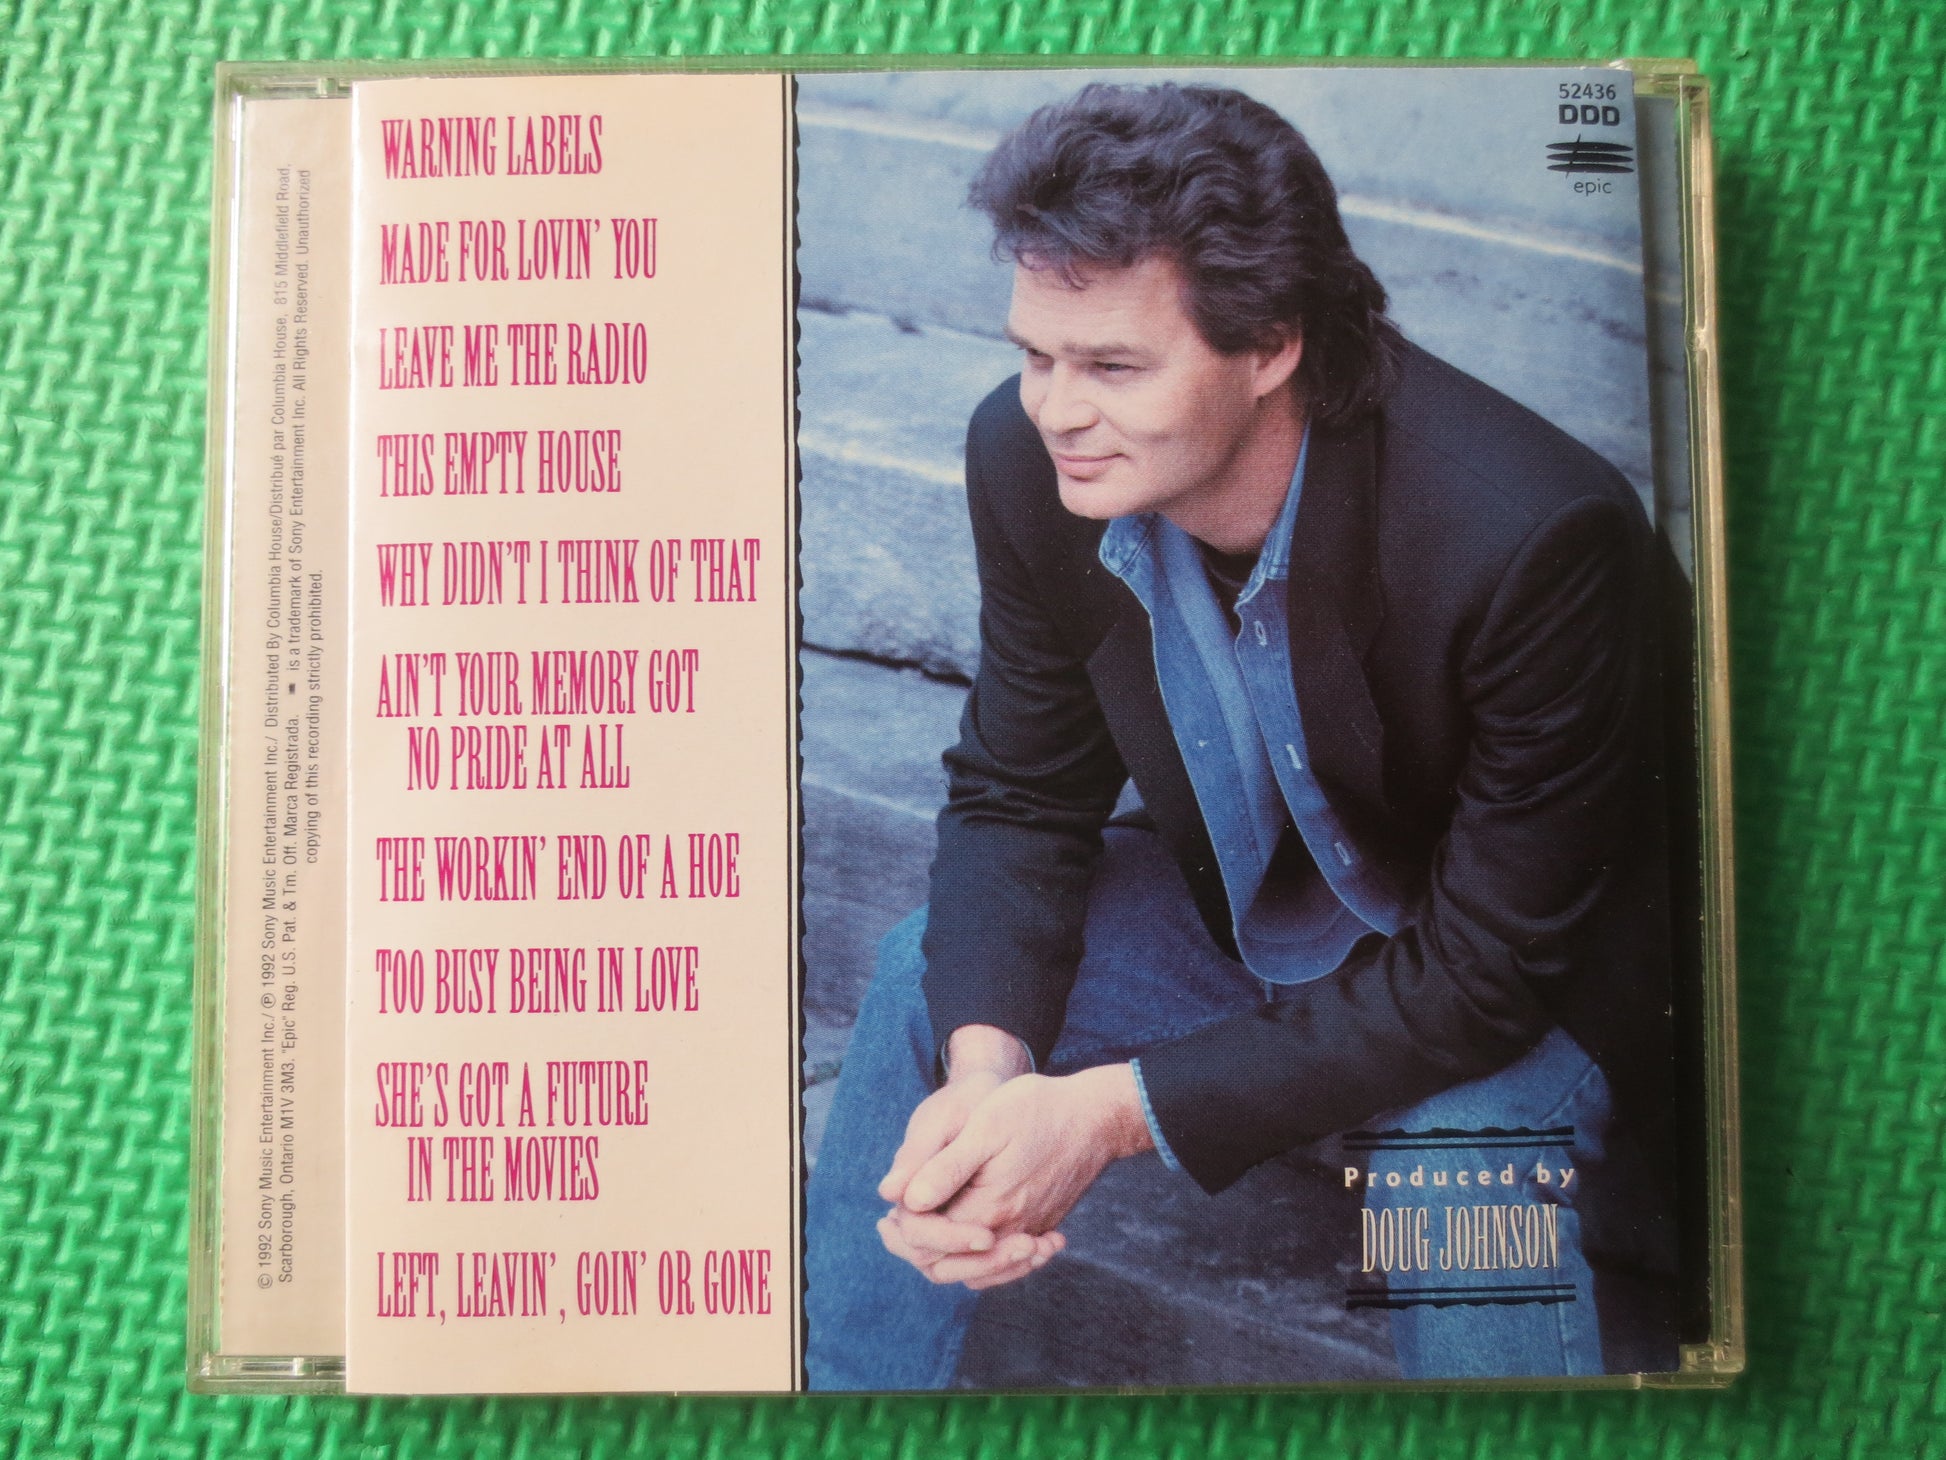 WARNING LABELS
MADE FOR LOVIN' YOU
LEAVE ME THE RADIO
THIS EMPTY HOUSE
WHY DIDN'T I THINK OF THAT
AIN'T YOUR MEMORY GOT
NO PRIDE AT ALL
THE WORKIN' END OF A HOE
TOO BUSY BEING IN LOVE
SHE'S GOT A FUTURE
IN THE MOVIES
LEFT, LEAVIN', GOIN' OR GONE
52436
DDD
epic
Produced by
DOUG JOHNSON
© 1992 Sony Music Entertainment Inc./ ℗ 1992 Sony Music Entertainment Inc./ Distributed By Columbia House/Distribué par Columbia House, 815 Middlefield Road,
Scarborough, Ontario M1V 3M3. "Epic" Reg. U.S. Pat. & Tm. Off. Marca Registrada. is a trademark of Sony Entertainment Inc. All Rights Reserved. Unauthorized
copying of this recording strictly prohibited.